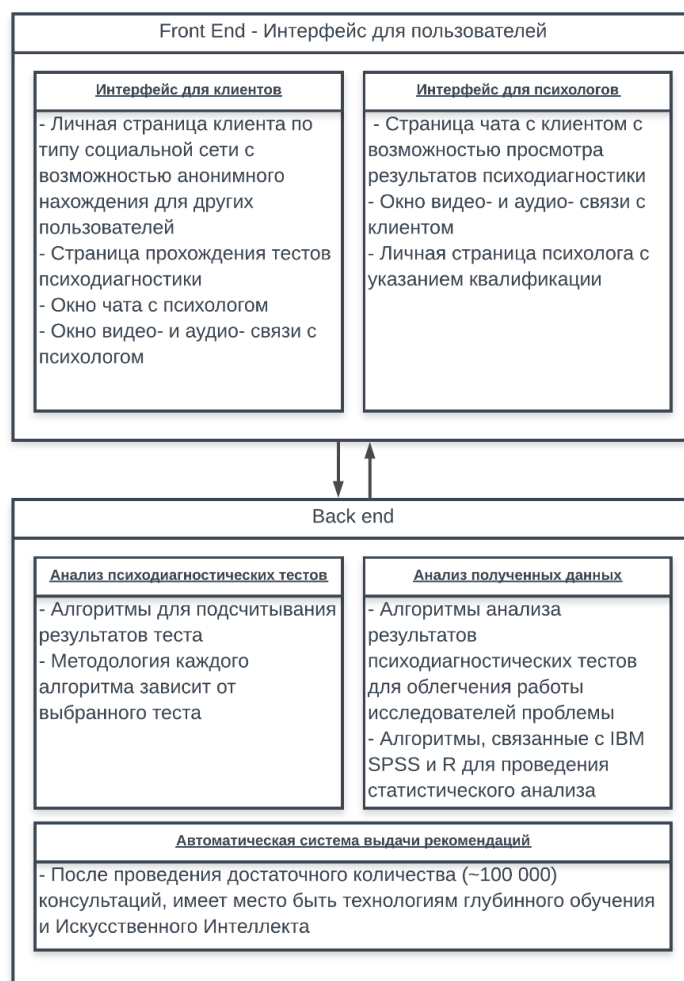 Front End - Интерфейс для пользователей
Интерфейс для клиентов
- Личная страница клиента по
типу социальной сети с
возможностью анонимного
нахождения для других
пользователей
- Страница прохождения тестов
психодиагностики
- Окно чата с психологом
- Окно видео- и аудио- связи с
психологом
Интерфейс для психологов
- Страница чата с клиентом с
возможностью просмотра
результатов психодиагностики
- Окно видео- и аудио- связи с
клиентом
- Личная страница психолога с
указанием квалификации
Back end
Анализ психодиагностических тестов
- Алгоритмы для подсчитывания
результатов теста
- Методология каждого
алгоритма зависит от
выбранного теста
Анализ полученных данных
- Алгоритмы анализа
результатов
психодиагностических тестов
для облегчения работы
исследователей проблемы
- Алгоритмы, связанные с IBM
SPSS и R для проведения
статистического анализа
Автоматическая система выдачи рекомендаций
- После проведения достаточного количества (~100 000)
консультаций, имеет место быть технологиям глубинного обучения
и Искусственного Интеллекта